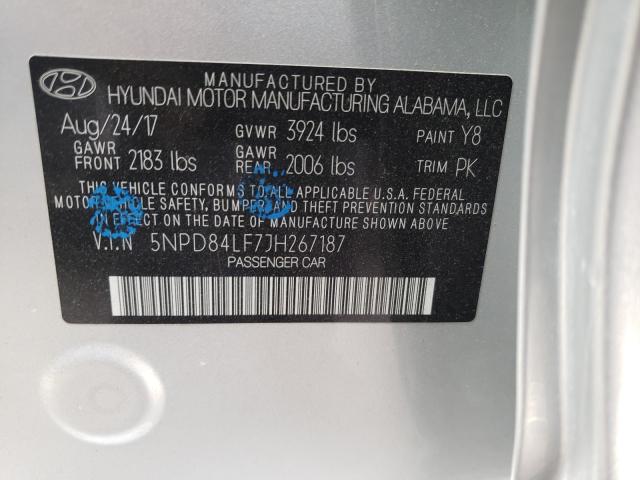 MANUFACTURED BY
HYUNDAI MOTOR MANUFACTURING ALABAMA, LLC
Aug/24/17 GVWR 3924 lbs PAINT Y8
GAWR FRONT 2183 lbs GAWR REAR 2006 lbs TRIM PK
THIS VEHICLE CONFORMS TO ALL APPLICABLE U.S.A. FEDERAL
MOTOR VEHICLE SAFETY, BUMPER AND THEFT PREVENTION STANDARDS
IN EFFECT ON THE DATE OF MANUFACTURE SHOWN ABOVE
V.I.N 5NPD84LF7JH267187
PASSENGER CAR